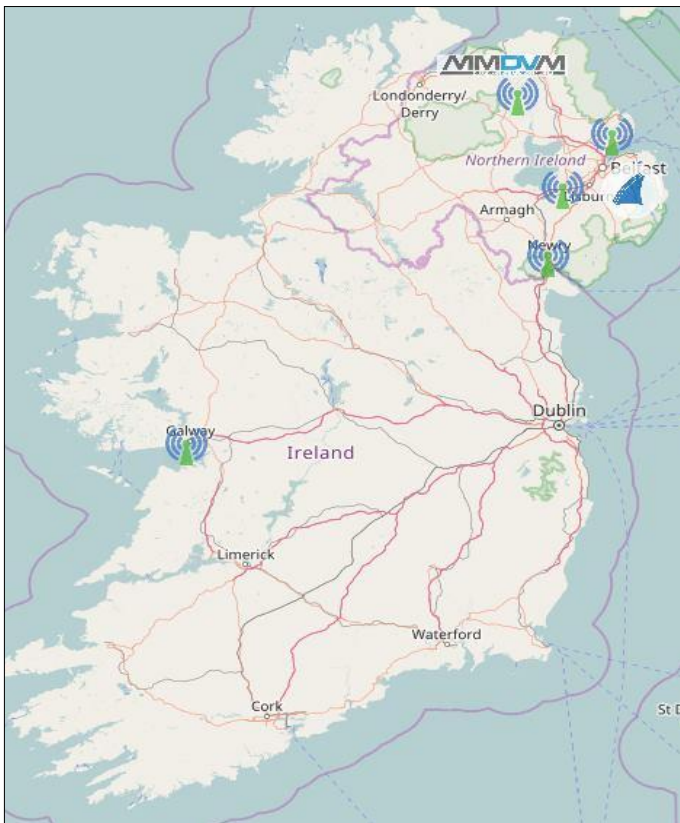 MMDVM
Londonderry/
Derry
Northern Ireland
Belfast
Armagh
Newry
Dublin
Galway
Ireland
Limerick
Waterford
Cork
St D